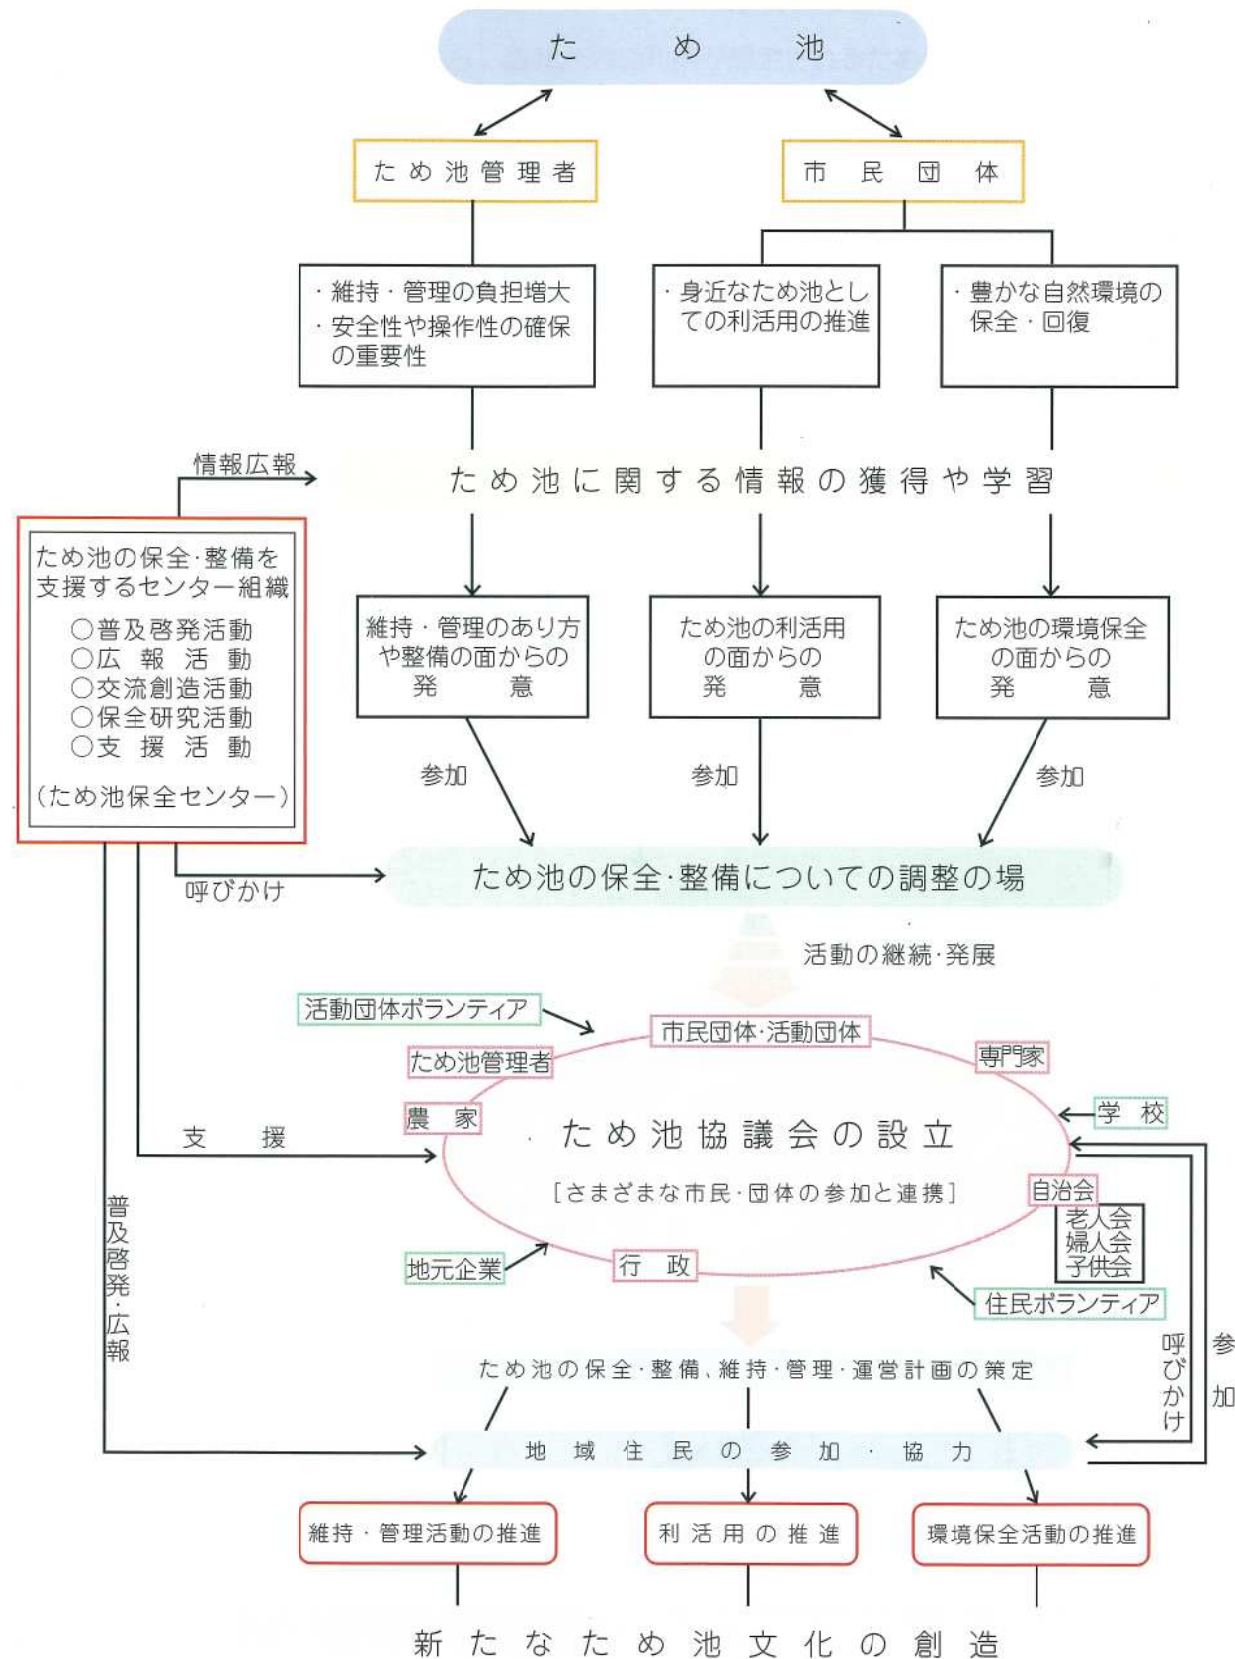 ため池
ため池管理者
市民団体
・維持・管理の負担増大
・安全性や操作性の確保
の重要性
・身近なため池とし
ての利活用の推進
・豊かな自然環境の
保全・回復
情報広報
ため池に関する情報の獲得や学習
ため池の保全・整備を
支援するセンター組織
○普及啓発活動
○広報活動
○交流創造活動
○保全研究活動
○支援活動
(ため池保全センター)
維持・管理のあり方
や整備の面からの
発意
ため池の利活用
の面からの
発意
ため池の環境保全
の面からの
発意
参加
参加
参加
呼びかけ
ため池の保全・整備についての調整の場
活動の継続・発展
活動団体ボランティア
市民団体・活動団体
ため池管理者
専門家
農家
学校
支援
ため池協議会の設立
[さまざまな市民・団体の参加と連携]
自治会
老人会
婦人会
子供会
地元企業
行政
住民ボランティア
普及啓発・広報
呼びかけ
参加
ため池の保全・整備、維持・管理・運営計画の策定
地域住民の参加・協力
維持・管理活動の推進
利活用の推進
環境保全活動の推進
新たなため池文化の創造